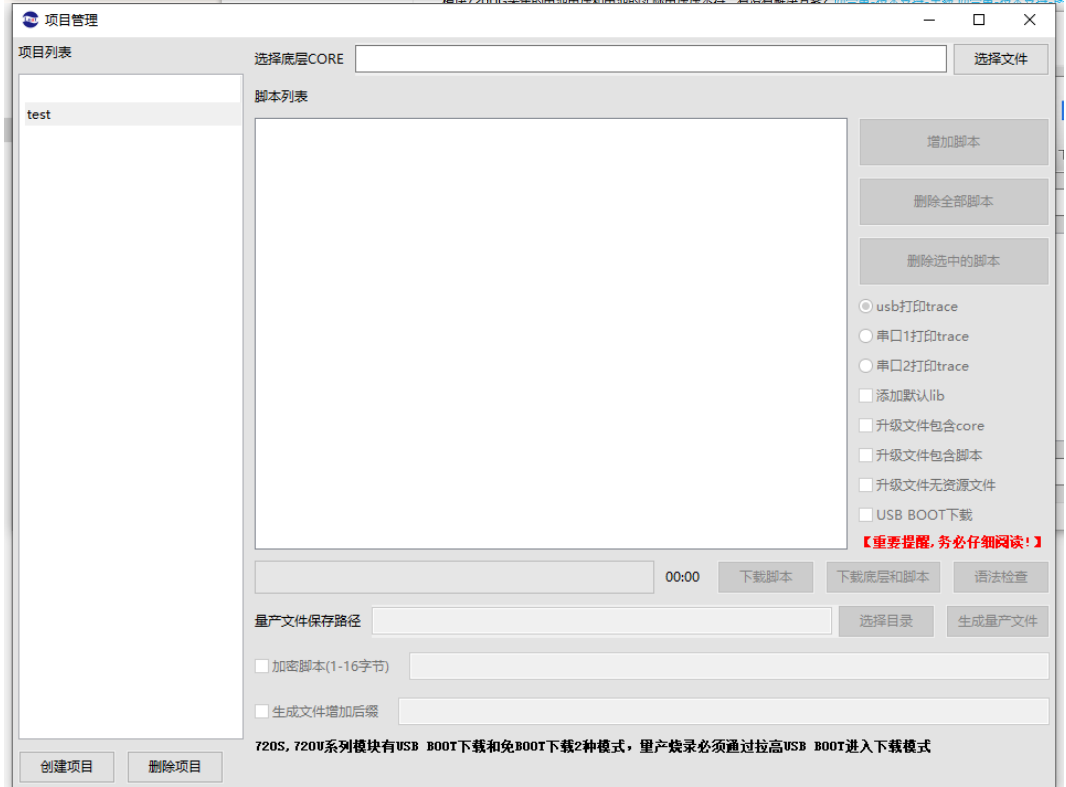 项目管理
项目列表
选择底层CORE
选择文件
脚本列表
test
增加脚本
删除全部脚本
删除选中的脚本
usb打印trace
串口1打印trace
串口2打印trace
添加默认lib
升级文件包含core
升级文件包含脚本
升级文件无资源文件
USB BOOT下载
【重要提醒,务必仔细阅读!】
00:00
下载脚本
下载底层和脚本
语法检查
量产文件保存路径
选择目录
生成量产文件
加密脚本(1-16字节)
生成文件增加后缀
720S,720U系列模块有USB BOOT下载和免BOOT下载2种模式，量产烧录必须通过拉高USB BOOT进入下载模式
创建项目
删除项目